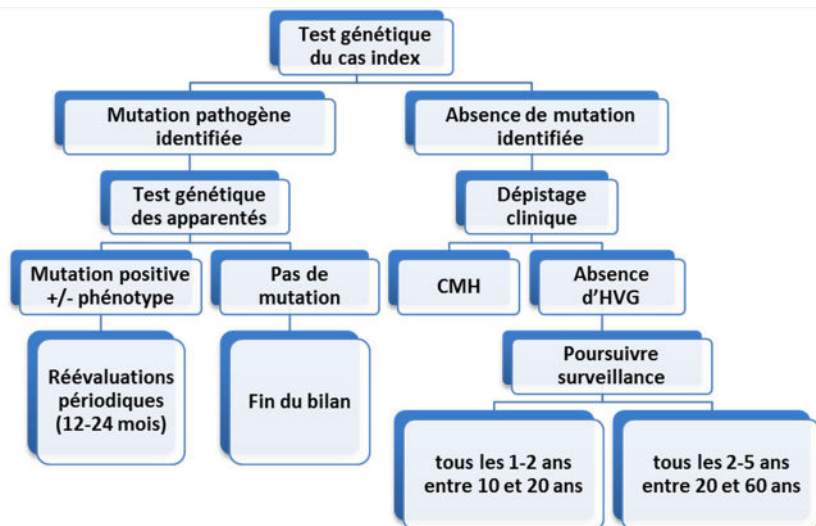 Test génétique
du cas index
Mutation pathogène
identifiée
Absence de mutation
identifiée
Test génétique
des apparentés
Dépistage
clinique
Mutation positive
+/- phénotype
Pas de
mutation
CMH
Absence
d’HVG
Réévaluations
périodiques
(12-24 mois)
Fin du bilan
Poursuivre
surveillance
tous les 1-2 ans
entre 10 et 20 ans
tous les 2-5 ans
entre 20 et 60 ans